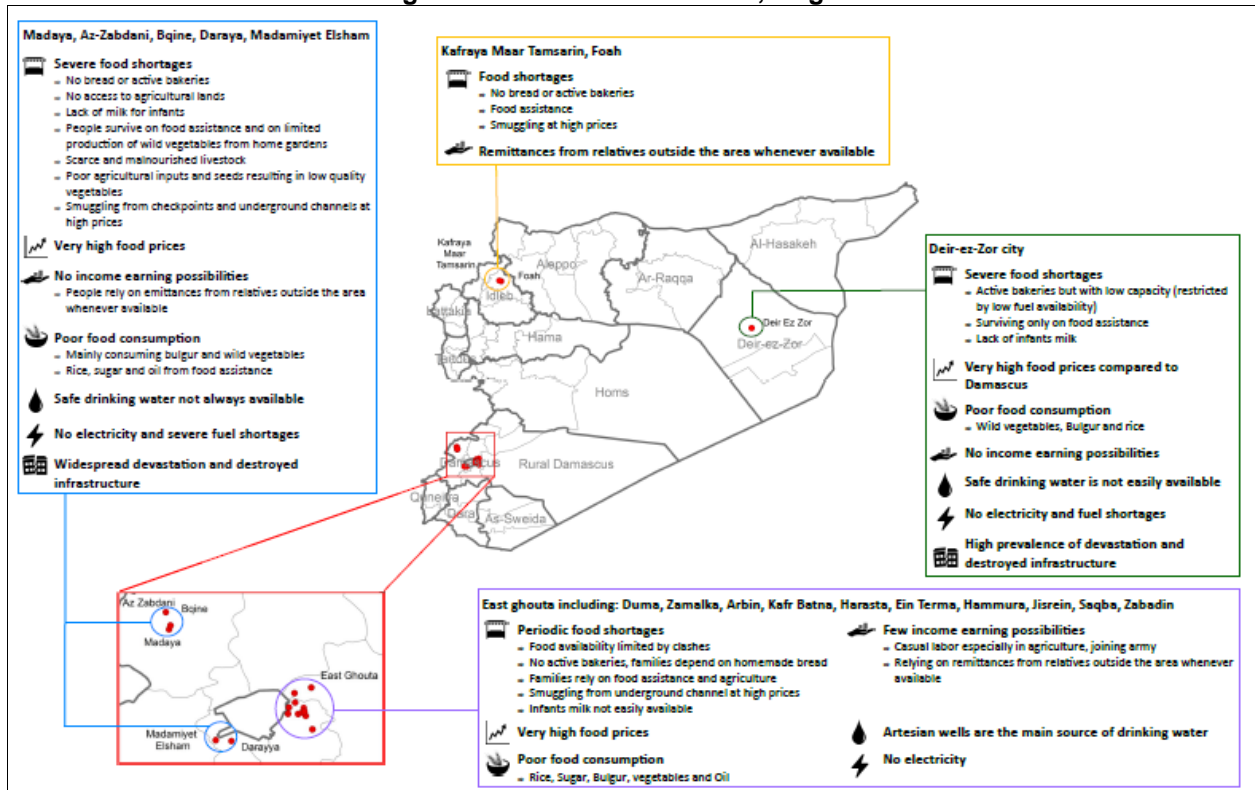 Madaya, Az-Zabdani, Bqine, Daraya, Madamiyet Elsham
Severe food shortages
- No bread or active bakeries
- No access to agricultural lands
- Lack of milk for infants
- People survive on food assistance and on limited
production of wild vegetables from home gardens
- Scarce and malnourished livestock
- Poor agricultural inputs and seeds resulting in low quality
vegetables
- Smuggling from checkpoints and underground channels at
high prices
Very high food prices
No income earning possibilities
- People rely on emittances from relatives outside the area
whenever available
Poor food consumption
- Mainly consuming bulgur and wild vegetables
- Rice, sugar and oil from food assistance
Safe drinking water not always available
No electricity and severe fuel shortages
Widespread devastation and destroyed
infrastructure
Kafraya Maar Tamsarin, Foah
Food shortages
- No bread or active bakeries
- Food assistance
- Smuggling at high prices
Remittances from relatives outside the area whenever available
Kafraya
Maar
Tamsarin
Foah
Idleb
Aleppo
Ar-Raqqa
Al-Hasakeh
Lattakia
Hama
Tartous
Homs
Deir Ez Zor
Deir-ez-Zor
Damascus
Rural Damascus
Quneitra
Dara
As-Sweida
Deir-ez-Zor city
Severe food shortages
- Active bakeries but with low capacity (restricted
by low fuel availability)
- Surviving only on food assistance
- Lack of infants milk
Very high food prices compared to
Damascus
Poor food consumption
- Wild vegetables, Bulgur and rice
No income earning possibilities
Safe drinking water is not easily available
No electricity and fuel shortages
High prevalence of devastation and
destroyed infrastructure
Az Zabdani
Bqine
Madaya
East Ghouta
Madamiyet
Elsham
Darayya
East ghouta including: Duma, Zamalka, Arbin, Kafr Batna, Harasta, Ein Terma, Hammura, Jisrein, Saqba, Zabadin
Periodic food shortages
- Food availability limited by clashes
- No active bakeries, families depend on homemade bread
- Families rely on food assistance and agriculture
- Smuggling from underground channel at high prices
- Infants milk not easily available
Very high food prices
Poor food consumption
- Rice, Sugar, Bulgur, vegetables and Oil
Few income earning possibilities
- Casual labor especially in agriculture, joining army
- Relying on remittances from relatives outside the area whenever
available
Artesian wells are the main source of drinking water
No electricity